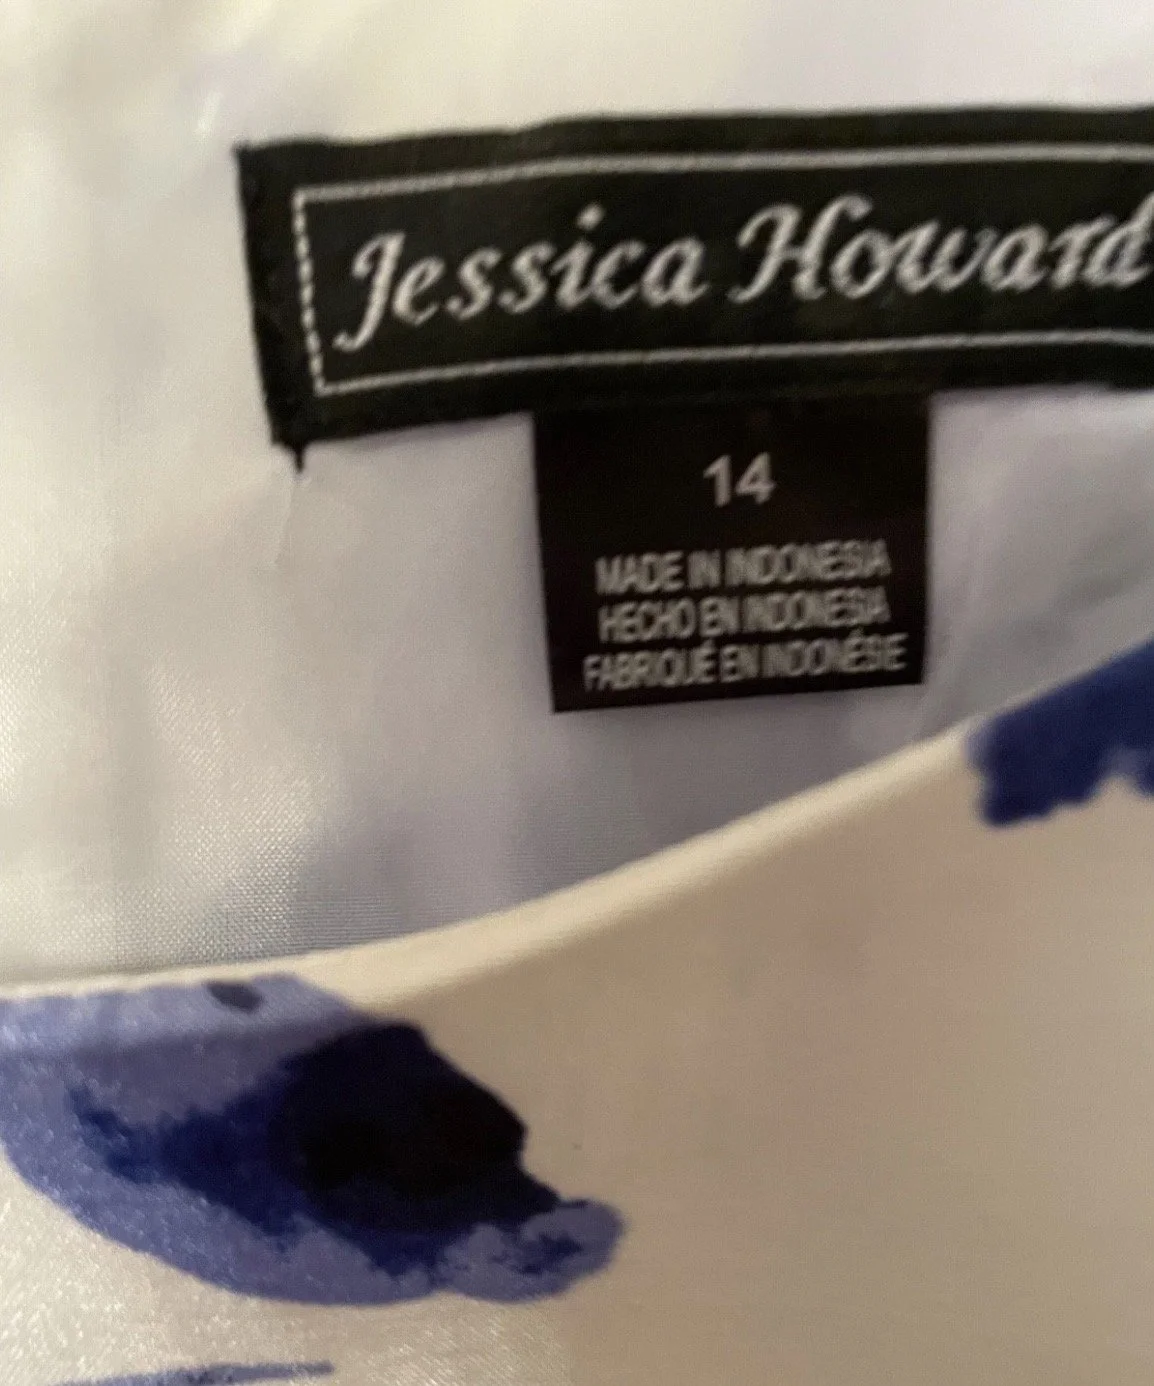 Jessica Howard
14
MADE IN INDONESIA
HECHO EN INDONESIA
FABRIQUÉ EN INDONÉSIE